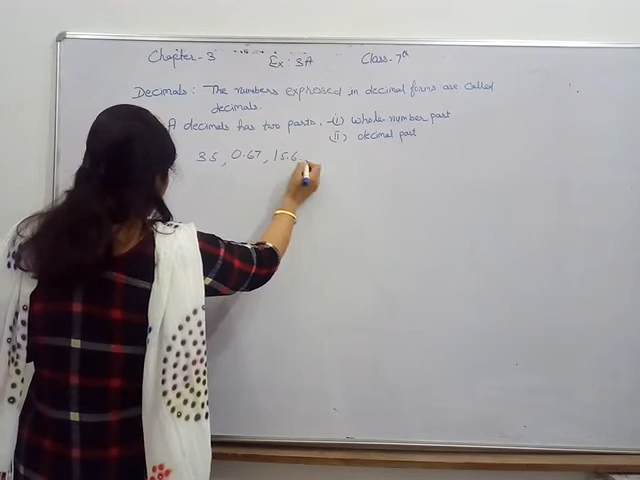 Chapter-3 Ex: 3A Class-7th
Decimals: The numbers expressed in decimal forms are called
decimals.
A decimals has two parts. -(i) Whole number part
(ii) decimal part
3.5, 0.67, 15.6